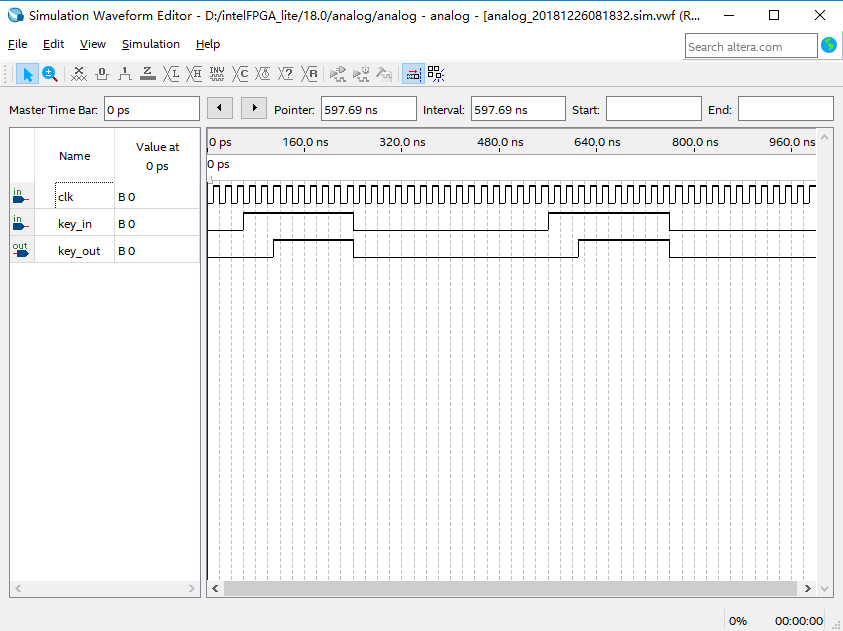 Simulation Waveform Editor - D:/intelFPGA_lite/18.0/analog/analog - analog - [analog_20181226081832.sim.vwf (R...
File Edit View Simulation Help
Search altera.com
Master Time Bar: 0 ps Pointer: 597.69 ns Interval: 597.69 ns Start: End:
Name
Value at
0 ps
0 ps 160.0 ns 320.0 ns 480.0 ns 640.0 ns 800.0 ns 960.0 ns
0 ps
in clk B 0
in key_in B 0
out key_out B 0
0% 00:00:00